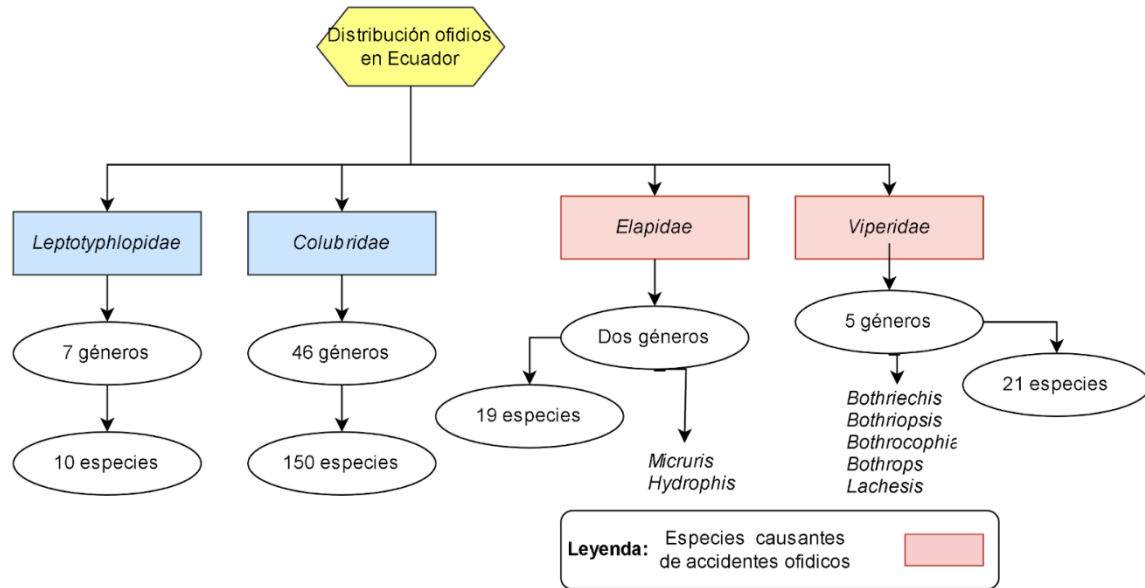 Distribución ofidios
en Ecuador
Leptotyphlopidae
Colubridae
Elapidae
Viperidae
7 géneros
46 géneros
Dos géneros
5 géneros
10 especies
150 especies
19 especies
21 especies
Micruris
Hydrophis
Bothriechis
Bothriopsis
Bothrocophia
Bothrops
Lachesis
Leyenda:
Especies causantes
de accidentes ofidicos